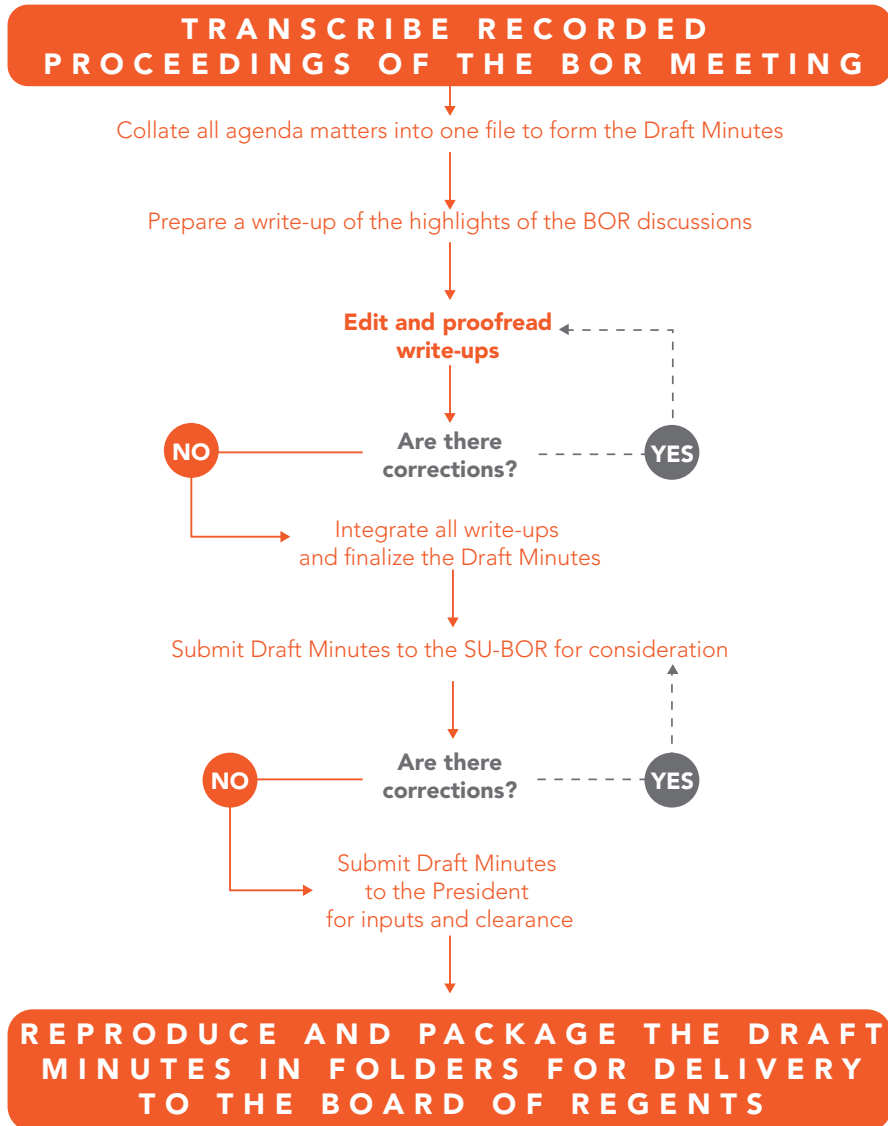 TRANSCRIBE RECORDED
PROCEEDINGS OF THE BOR MEETING
Collate all agenda matters into one file to form the Draft Minutes
Prepare a write-up of the highlights of the BOR discussions
Edit and proofread
write-ups
NO
Are there
corrections?
YES
Integrate all write-ups
and finalize the Draft Minutes
Submit Draft Minutes to the SU-BOR for consideration
NO
Are there
corrections?
YES
Submit Draft Minutes
to the President
for inputs and clearance
REPRODUCE AND PACKAGE THE DRAFT
MINUTES IN FOLDERS FOR DELIVERY
TO THE BOARD OF REGENTS